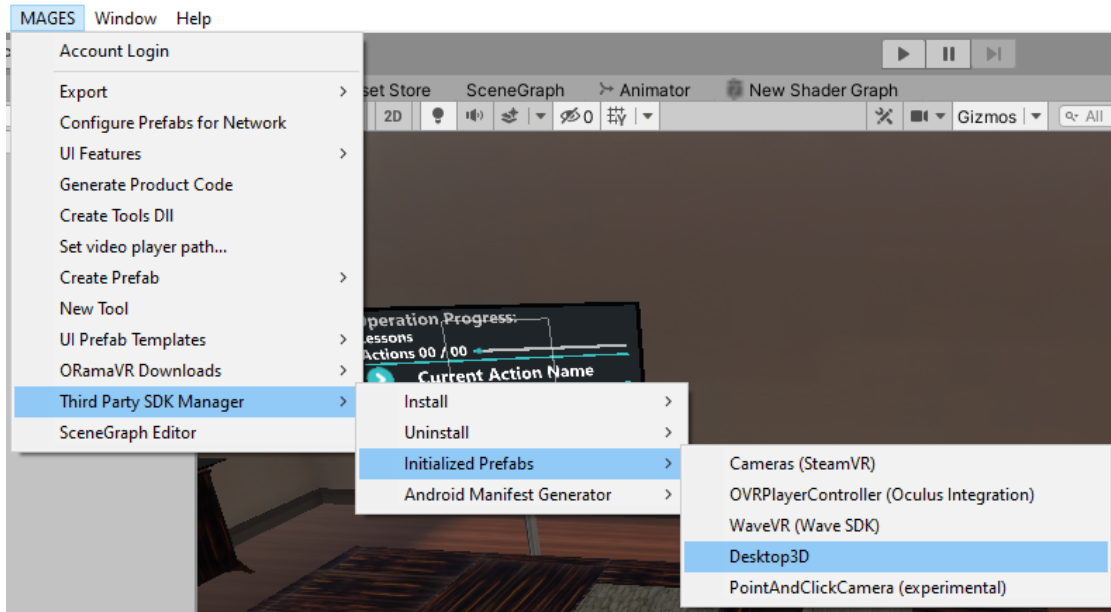 MAGES Window Help
Account Login
Export
Configure Prefabs for Network
UI Features
Generate Product Code
Create Tools Dll
Set video player path...
Create Prefab
New Tool
UI Prefab Templates
ORamaVR Downloads
Third Party SDK Manager
SceneGraph Editor
set Store SceneGraph Animator New Shader Graph
2D 0 Gizmos All
Operation Progress:
Lessons
Actions 00 / 00
Current Action Name
Install
Uninstall
Initialized Prefabs
Android Manifest Generator
Cameras (SteamVR)
OVRPlayerController (Oculus Integration)
WaveVR (Wave SDK)
Desktop3D
PointAndClickCamera (experimental)